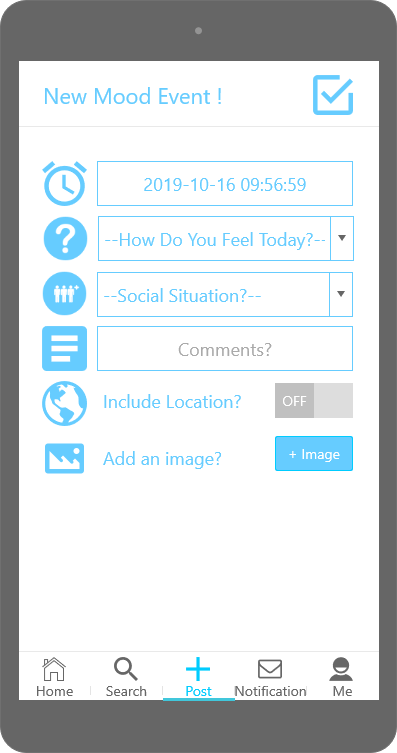 New Mood Event !
2019-10-16 09:56:59
--How Do You Feel Today?--
--Social Situation?--
Comments?
Include Location?
OFF
Add an image?
+ Image
Home
Search
Post
Notification
Me